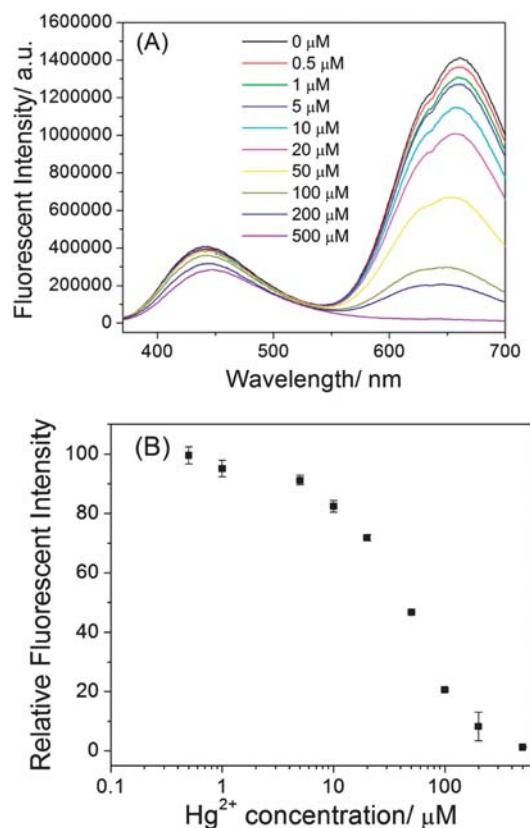 (A)
0 μM
0.5 μM
1 μM
5 μM
10 μM
20 μM
50 μM
100 μM
200 μM
500 μM
1600000
1400000
1200000
1000000
800000
600000
400000
200000
0
Fluorescent Intensity/ a.u.
400 500 600 700
Wavelength/ nm
(B)
100
80
60
40
20
0
Relative Fluorescent Intensity
0.1 1 10 100
Hg²⁺ concentration/ μM